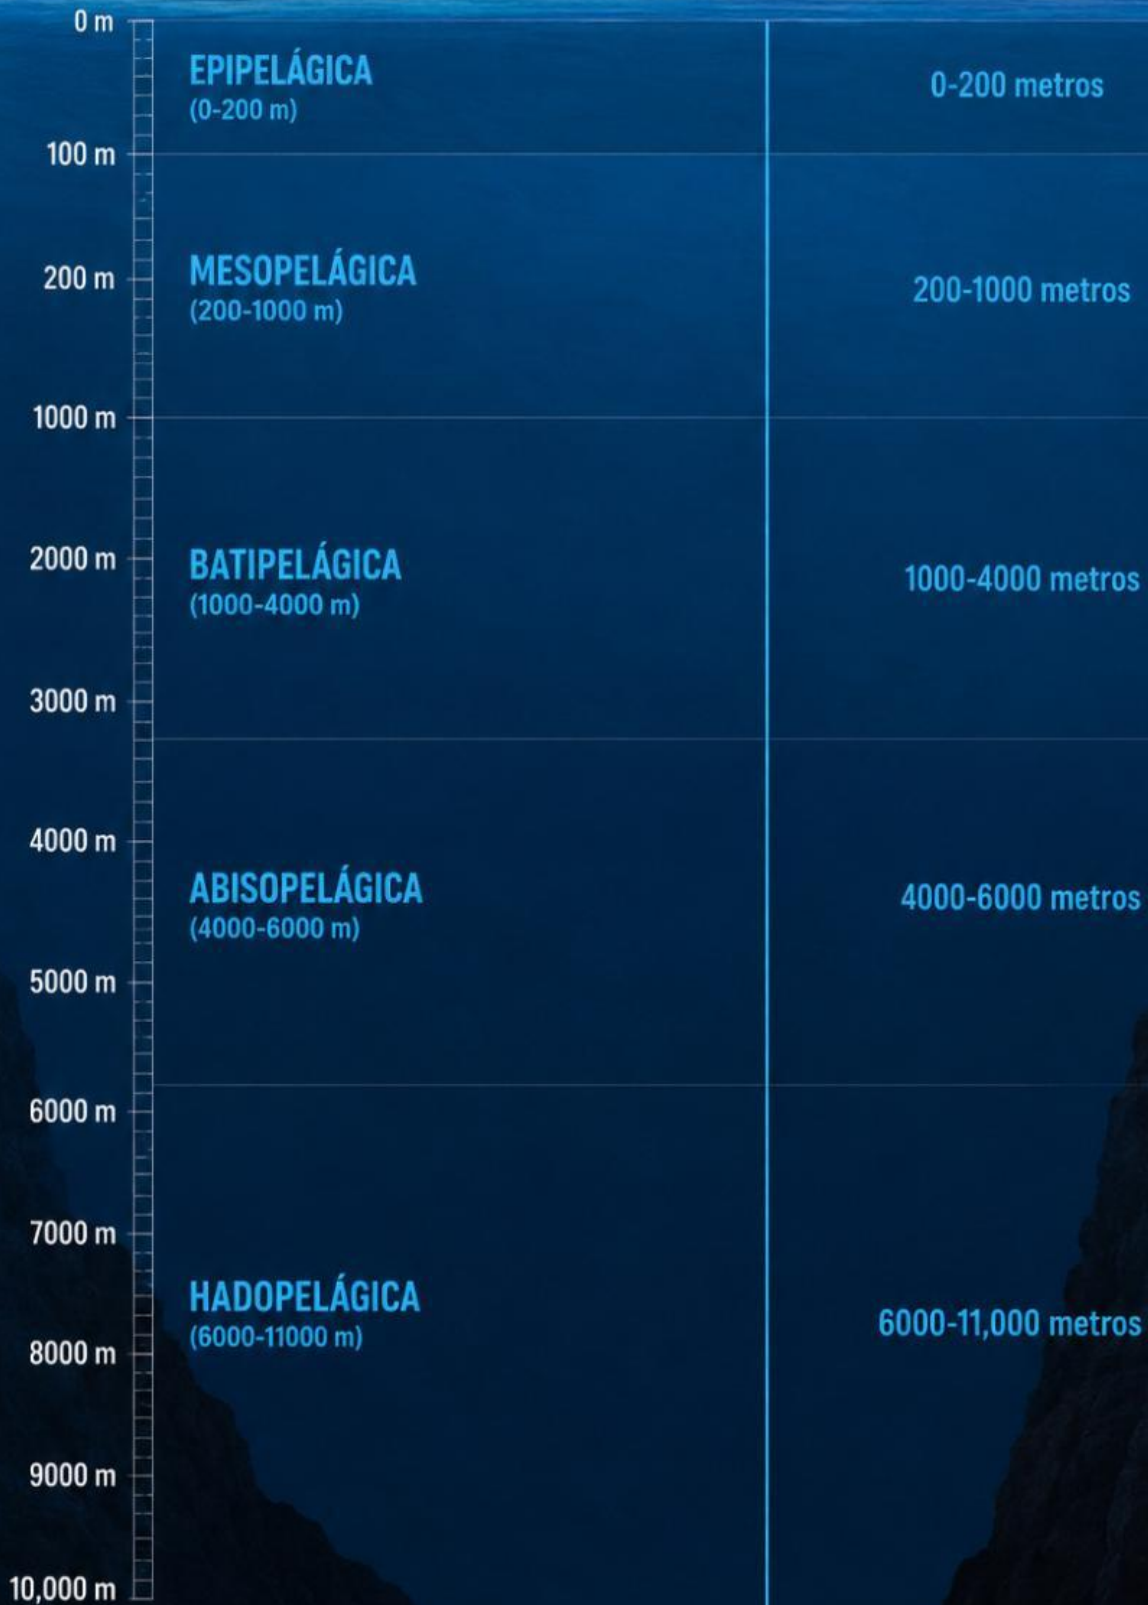 0 m
EPIPELÁGICA
(0-200 m)
0-200 metros
100 m
200 m
MESOPELÁGICA
(200-1000 m)
200-1000 metros
1000 m
2000 m
BATIPELÁGICA
(1000-4000 m)
1000-4000 metros
3000 m
4000 m
ABISOPELÁGICA
(4000-6000 m)
4000-6000 metros
5000 m
6000 m
7000 m
HADOPELÁGICA
(6000-11000 m)
6000-11,000 metros
8000 m
9000 m
10,000 m